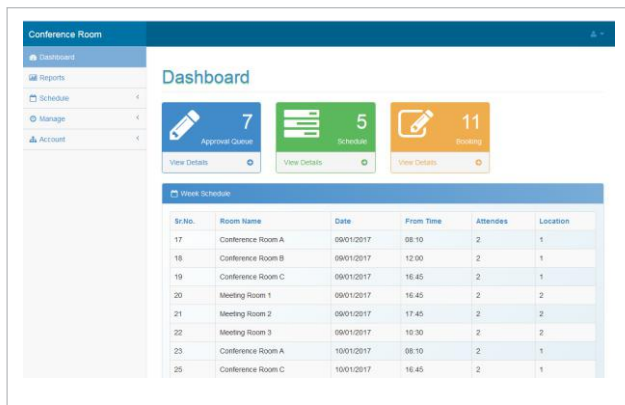 Conference Room
Dashboard
Reports
Schedule
Manage
Account
Dashboard
7
Approval Queue
View Details
5
Schedule
View Details
11
Booking
View Details
Week Schedule
Sr.No. Room Name Date From Time Attendes Location
17 Conference Room A 09/01/2017 08:10 2 1
18 Conference Room B 09/01/2017 12:00 2 1
19 Conference Room C 09/01/2017 16:45 2 1
20 Meeting Room 1 09/01/2017 16:45 2 2
21 Meeting Room 2 09/01/2017 17:45 2 2
22 Meeting Room 3 09/01/2017 10:30 2 2
23 Conference Room A 10/01/2017 08:10 2 1
25 Conference Room C 10/01/2017 16:45 2 1